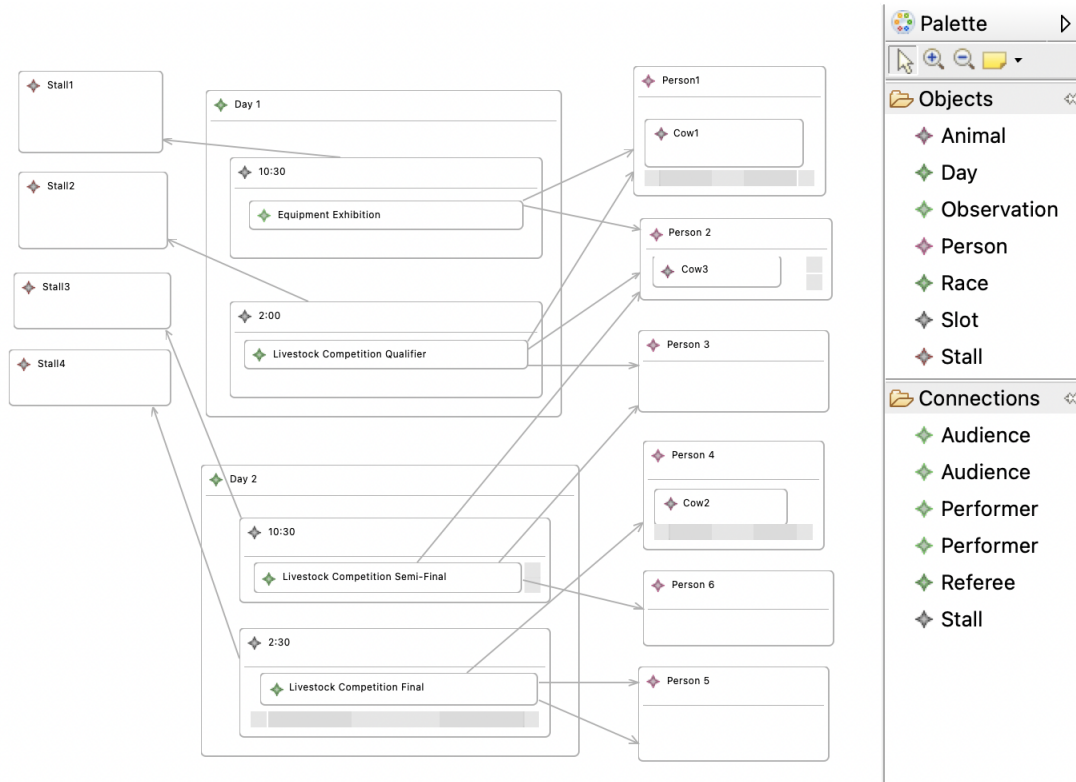 Stall1
Stall2
Stall3
Stall4
Day 1
10:30
Equipment Exhibition
2:00
Livestock Competition Qualifier
Day 2
10:30
Livestock Competition Semi-Final
2:30
Livestock Competition Final
Person1
Cow1
Person 2
Cow3
Person 3
Person 4
Cow2
Person 6
Person 5
Palette
Objects
Animal
Day
Observation
Person
Race
Slot
Stall
Connections
Audience
Audience
Performer
Performer
Referee
Stall